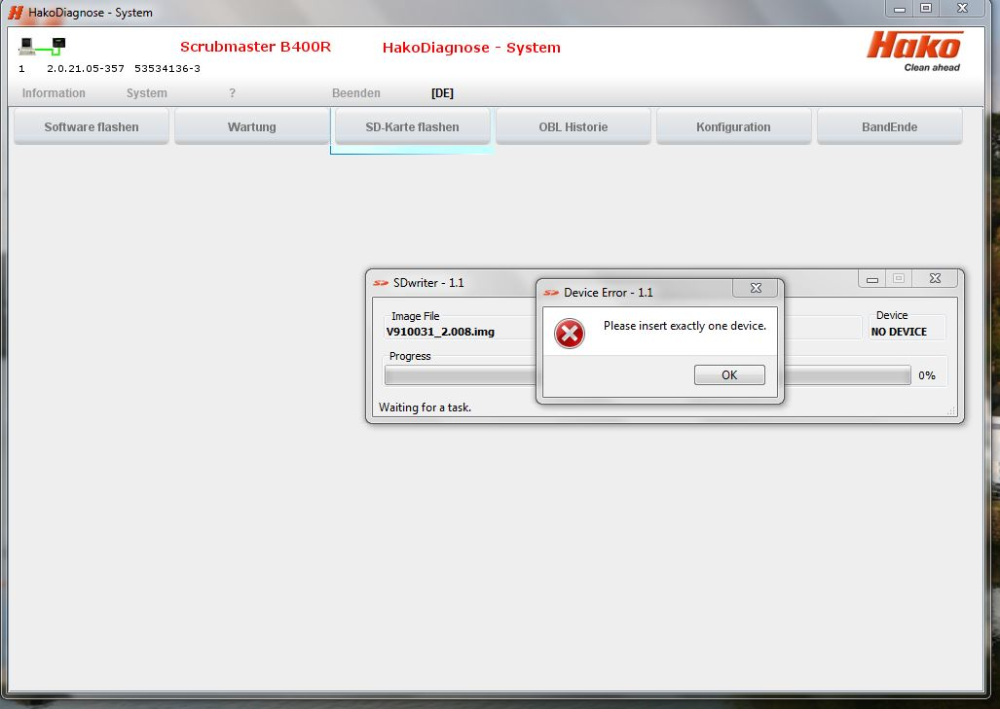 HakoDiagnose - System
Scrubmaster B400R
HakoDiagnose - System
Hako
Clean ahead
1 2.0.21.05-357 53534136-3
Information System ? Beenden [DE]
Software flashen Wartung SD-Karte flashen OBL Historie Konfiguration BandEnde
SDwriter - 1.1
Image File
V910031_2.008.img
Device
NO DEVICE
Progress
0%
Waiting for a task.
Device Error - 1.1
Please insert exactly one device.
OK